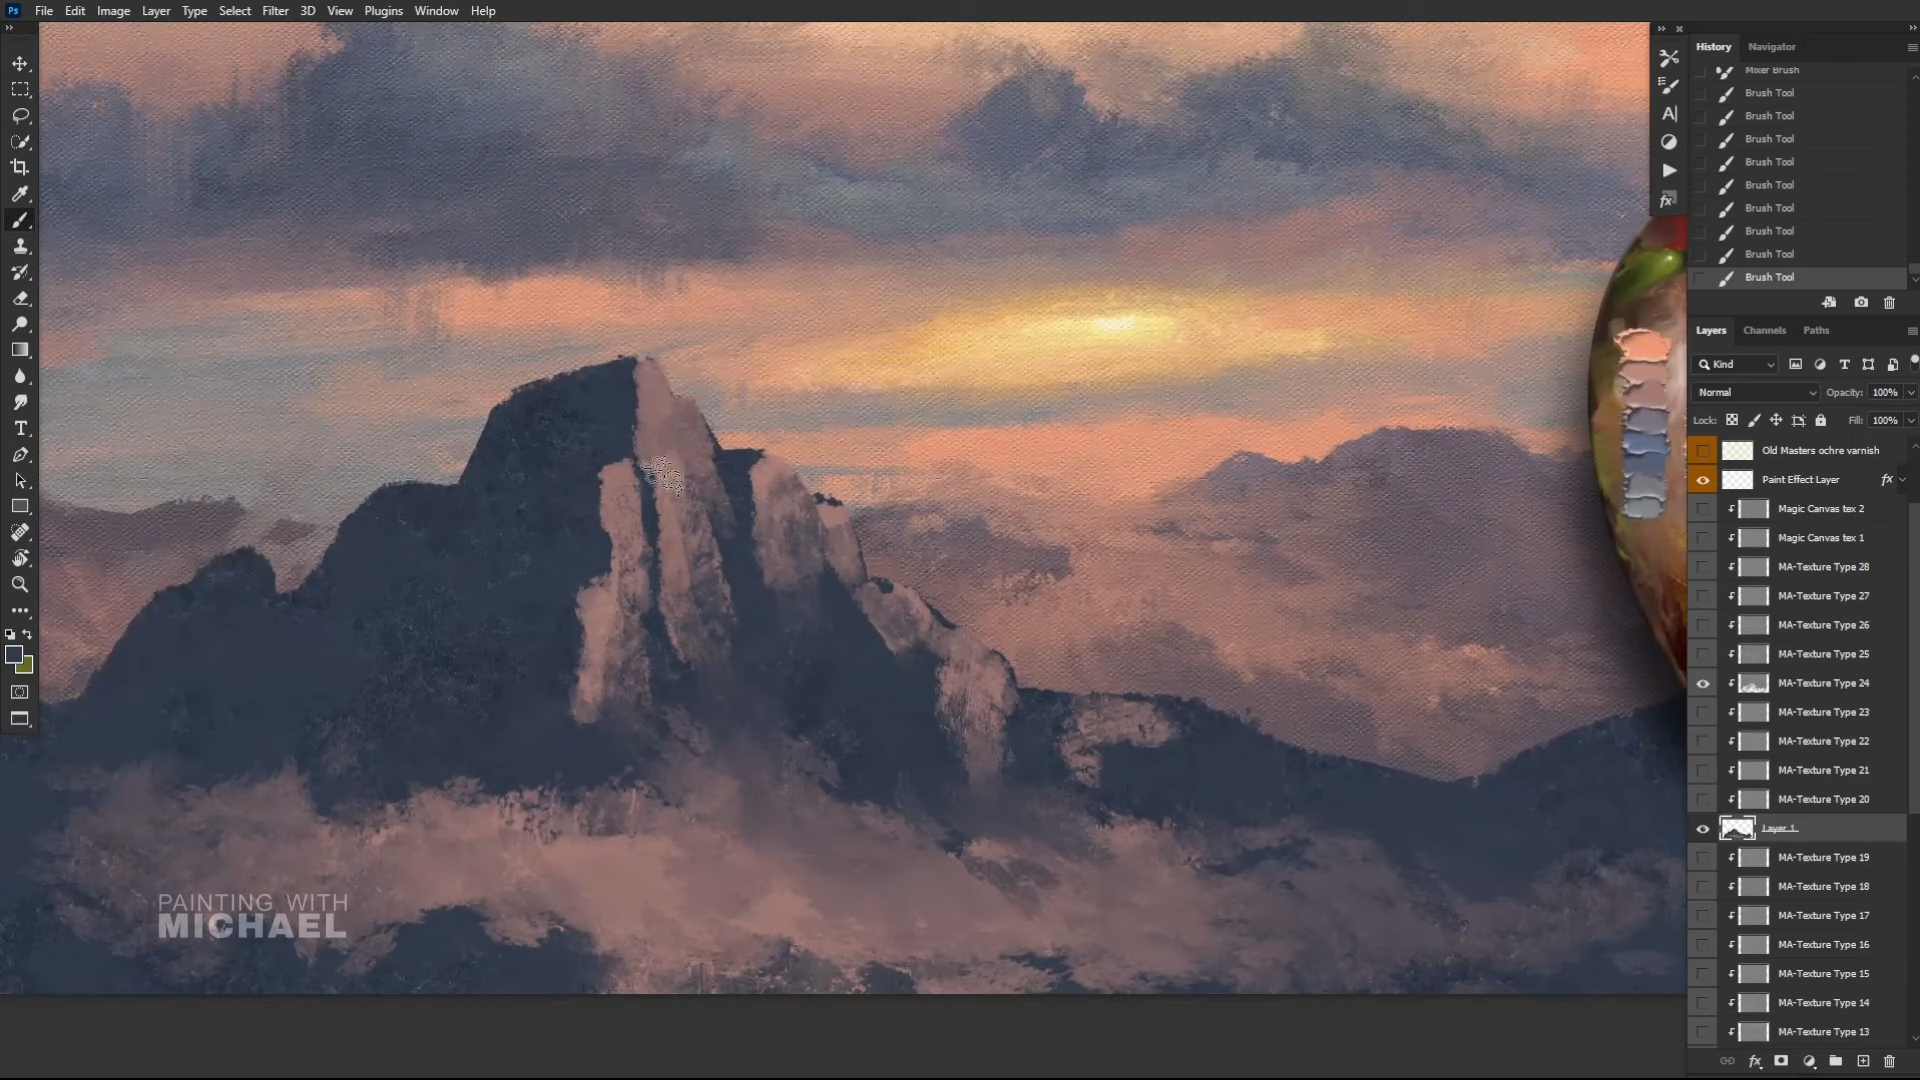 Ps File Edit Image Layer Type Select Filter 3D View Plugins Window Help
History Navigator
Mixer Brush
Brush Tool
Brush Tool
Brush Tool
Brush Tool
Brush Tool
Brush Tool
Brush Tool
Brush Tool
Brush Tool
Layers Channels Paths
Kind
Normal Opacity: 100%
Lock: Fill: 100%
Old Masters ochre varnish
Paint Effect Layer fx
Magic Canvas tex 2
Magic Canvas tex 1
MA-Texture Type 28
MA-Texture Type 27
MA-Texture Type 26
MA-Texture Type 25
MA-Texture Type 24
MA-Texture Type 23
MA-Texture Type 22
MA-Texture Type 21
MA-Texture Type 20
Layer 1
MA-Texture Type 19
MA-Texture Type 18
MA-Texture Type 17
MA-Texture Type 16
MA-Texture Type 15
MA-Texture Type 14
MA-Texture Type 13
fx
PAINTING WITH
MICHAEL